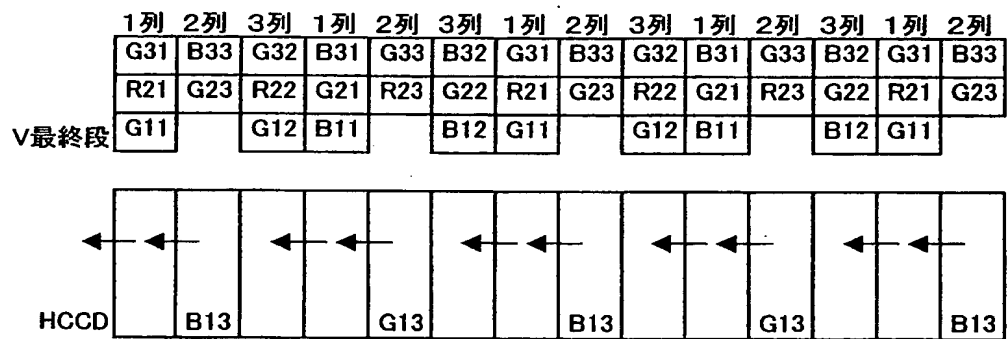 1列 2列 3列 1列 2列 3列 1列 2列 3列 1列 2列 3列 1列 2列
G31 B33 G32 B31 G33 B32 G31 B33 G32 B31 G33 B32 G31 B33
R21 G23 R22 G21 R23 G22 R21 G23 R22 G21 R23 G22 R21 G23
V最終段 G11 G12 B11 B12 G11 G12 B11 B12 G11
HCCD B13 G13 B13 G13 B13